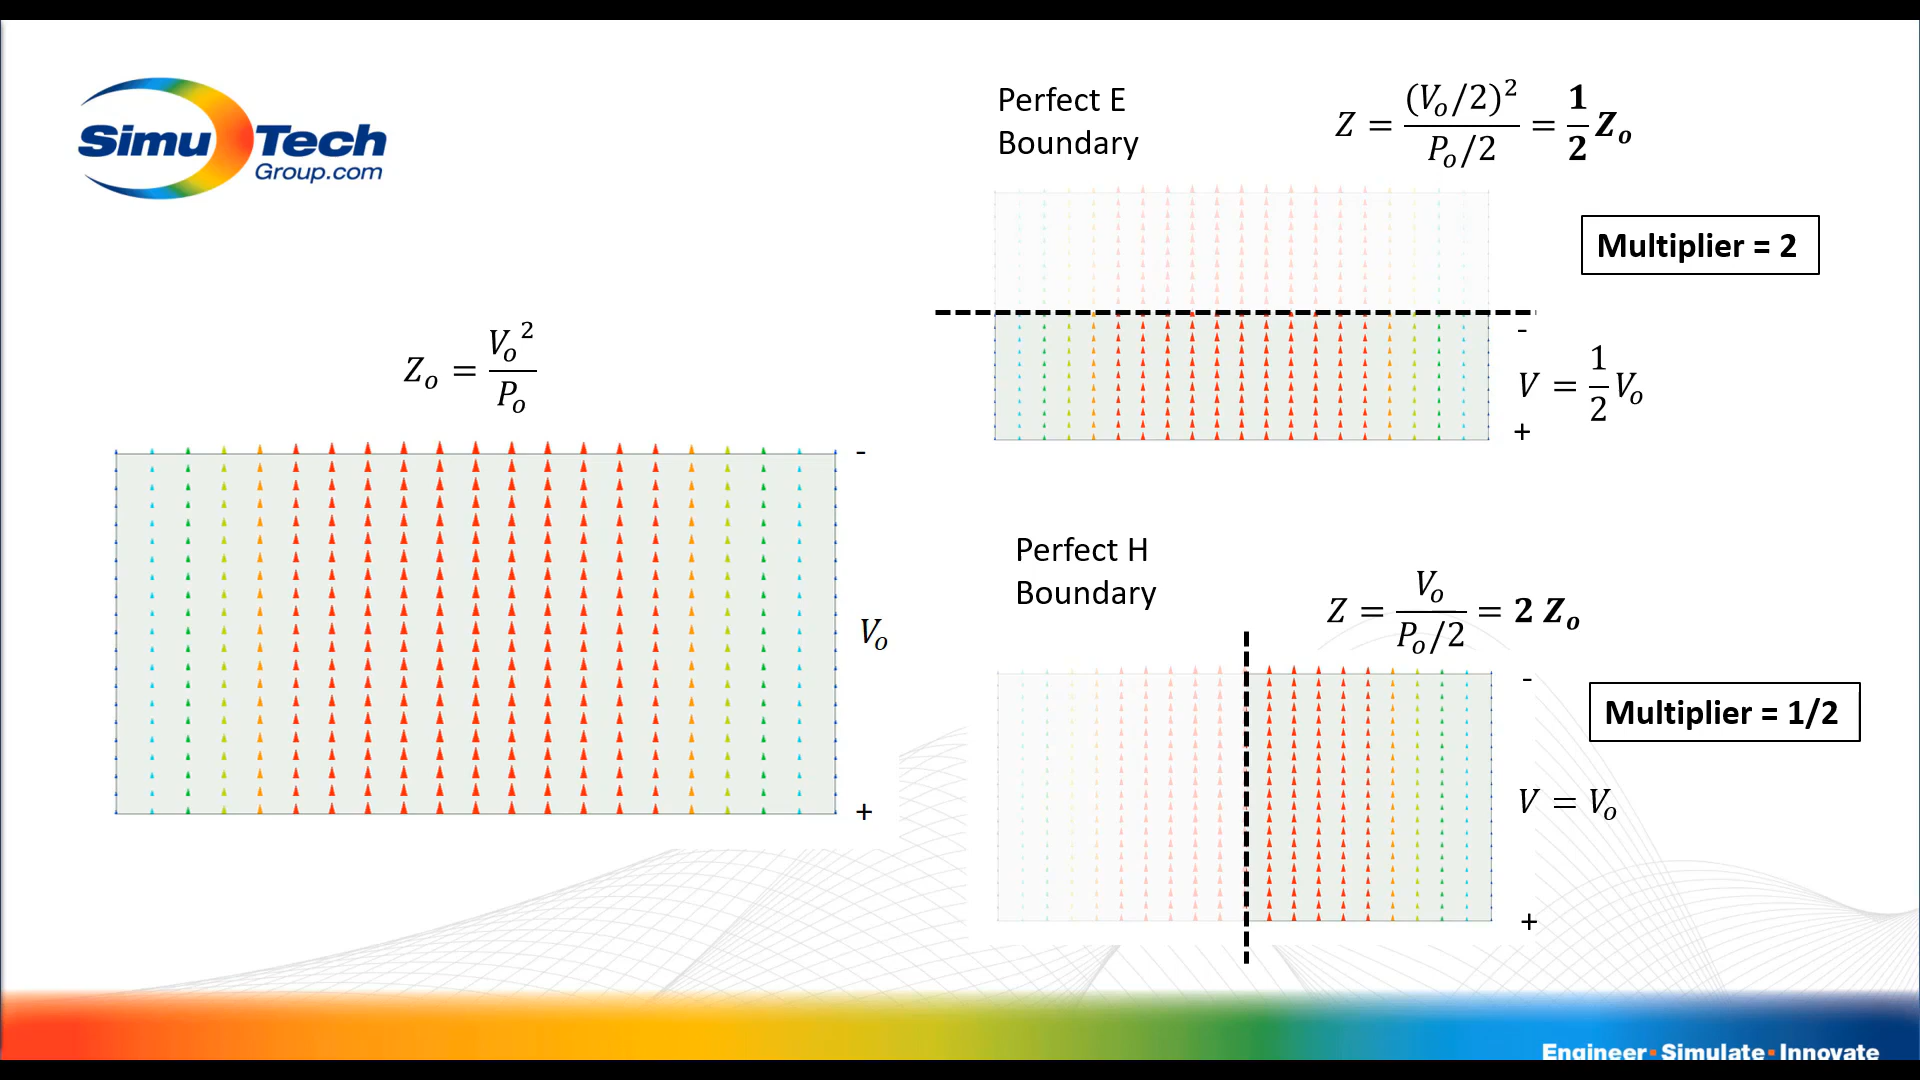 Simu Tech
Group.com
Z_o = V_o^2 / P_o
-
V_o
+
Perfect E
Boundary
Z = (V_o/2)^2 / (P_o/2) = 1/2 Z_o
Multiplier = 2
-
V = 1/2 V_o
+
Perfect H
Boundary
Z = V_o / (P_o/2) = 2 Z_o
-
Multiplier = 1/2
V = V_o
+
Engineer Simulate Innovate